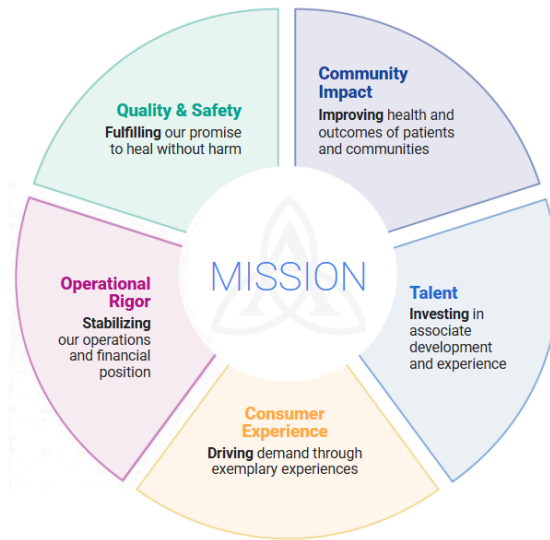 Community
Impact
Improving health and
outcomes of patients
and communities
Quality & Safety
Fulfilling our promise
to heal without harm
MISSION
Operational
Rigor
Stabilizing
our operations
and financial
position
Talent
Investing in
associate
development
and experience
Consumer
Experience
Driving demand through
exemplary experiences